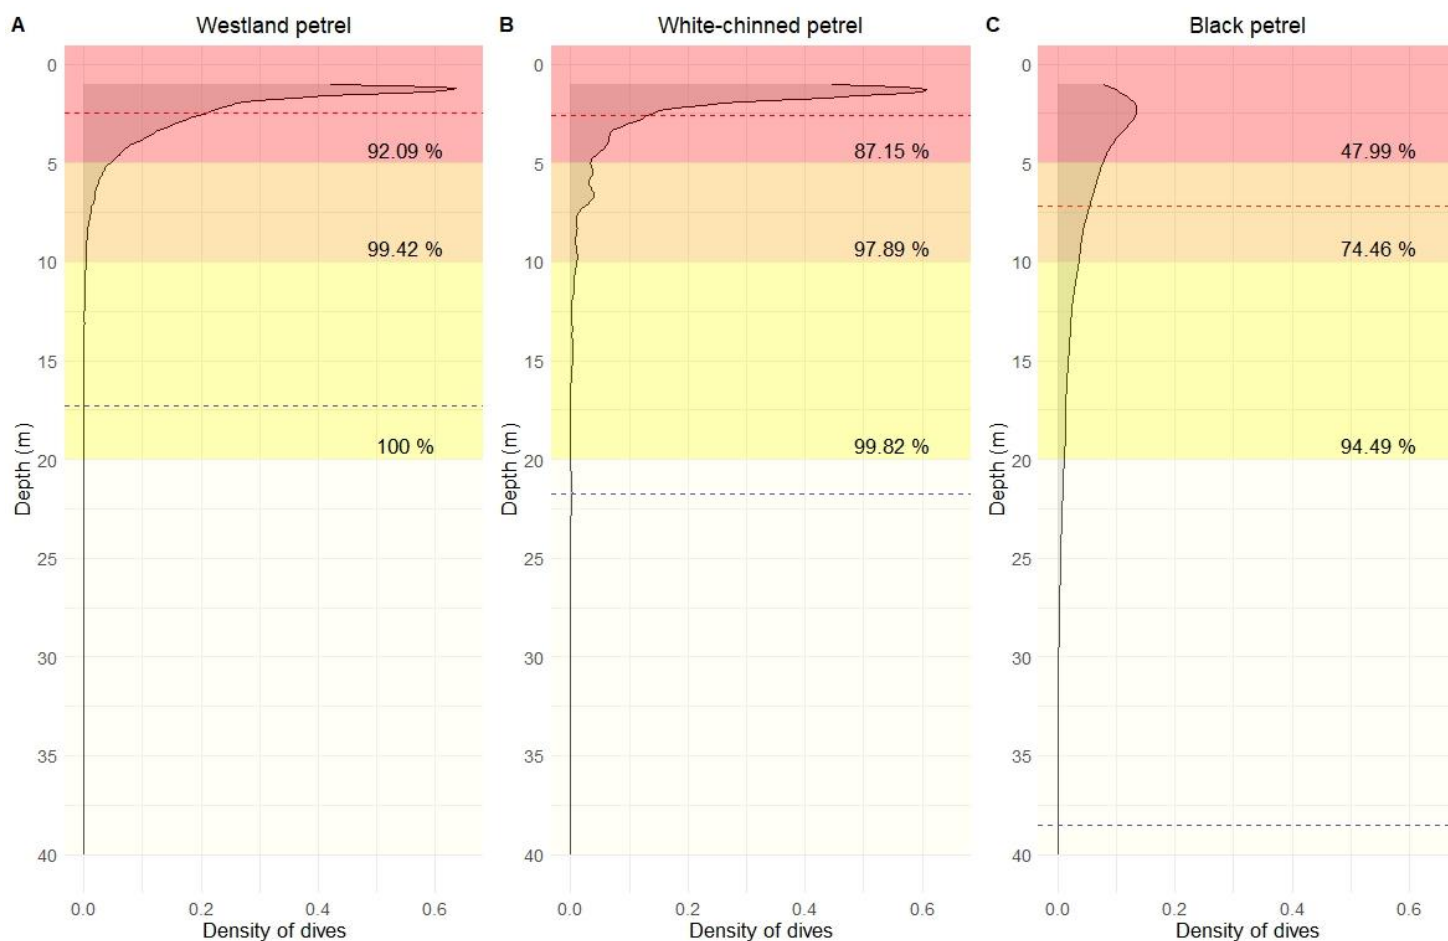 A
Westland petrel
0
5
10
15
20
25
30
35
40
Depth (m)
92.09 %
99.42 %
100 %
0.0 0.2 0.4 0.6
Density of dives
B
White-chinned petrel
0
5
10
15
20
25
30
35
40
Depth (m)
87.15 %
97.89 %
99.82 %
0.0 0.2 0.4 0.6
Density of dives
C
Black petrel
0
5
10
15
20
25
30
35
40
Depth (m)
47.99 %
74.46 %
94.49 %
0.0 0.2 0.4 0.6
Density of dives